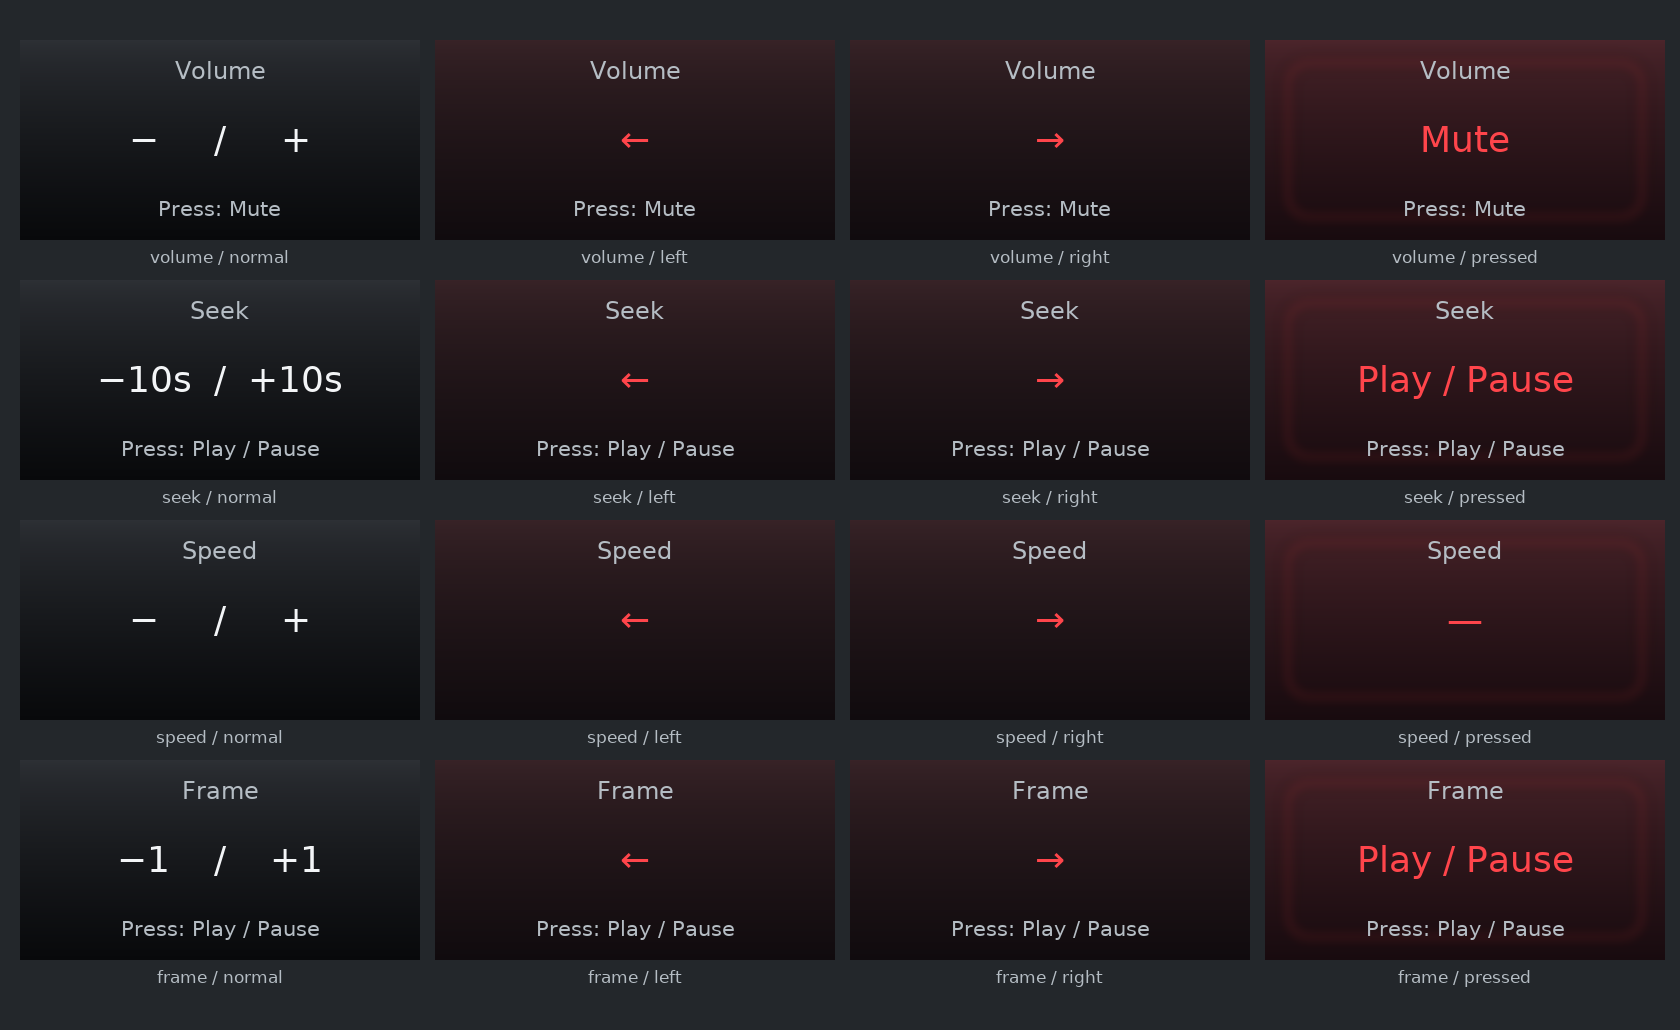 Volume Volume Volume Volume
− / + ← → Mute
Press: Mute Press: Mute Press: Mute Press: Mute
volume / normal volume / left volume / right volume / pressed
Seek Seek Seek Seek
−10s / +10s ← → Play / Pause
Press: Play / Pause Press: Play / Pause Press: Play / Pause Press: Play / Pause
seek / normal seek / left seek / right seek / pressed
Speed Speed Speed Speed
− / + ← → —
speed / normal speed / left speed / right speed / pressed
Frame Frame Frame Frame
−1 / +1 ← → Play / Pause
Press: Play / Pause Press: Play / Pause Press: Play / Pause Press: Play / Pause
frame / normal frame / left frame / right frame / pressed